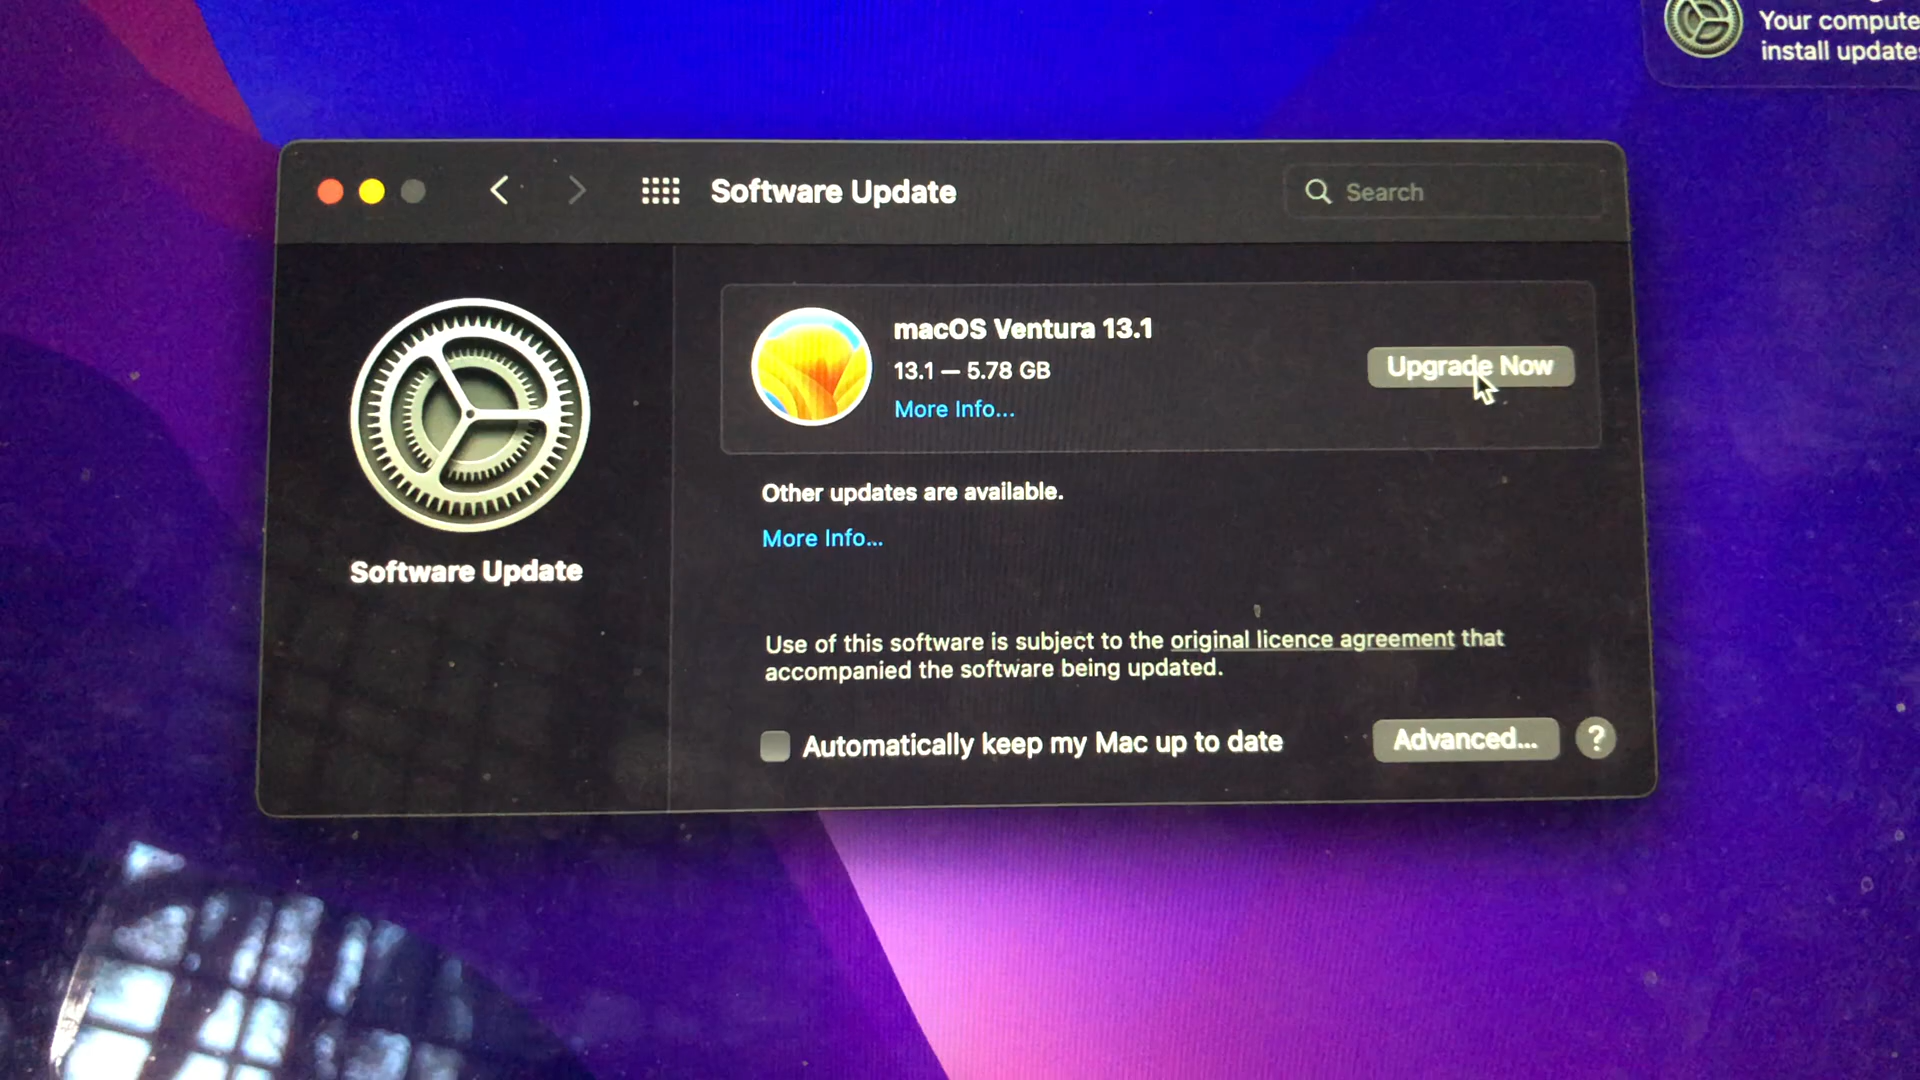 Your compute
install update
Software Update
Search
macOS Ventura 13.1
13.1 — 5.78 GB
More Info...
Upgrade Now
Other updates are available.
More Info...
Software Update
Use of this software is subject to the original licence agreement that
accompanied the software being updated.
Automatically keep my Mac up to date
Advanced...
?